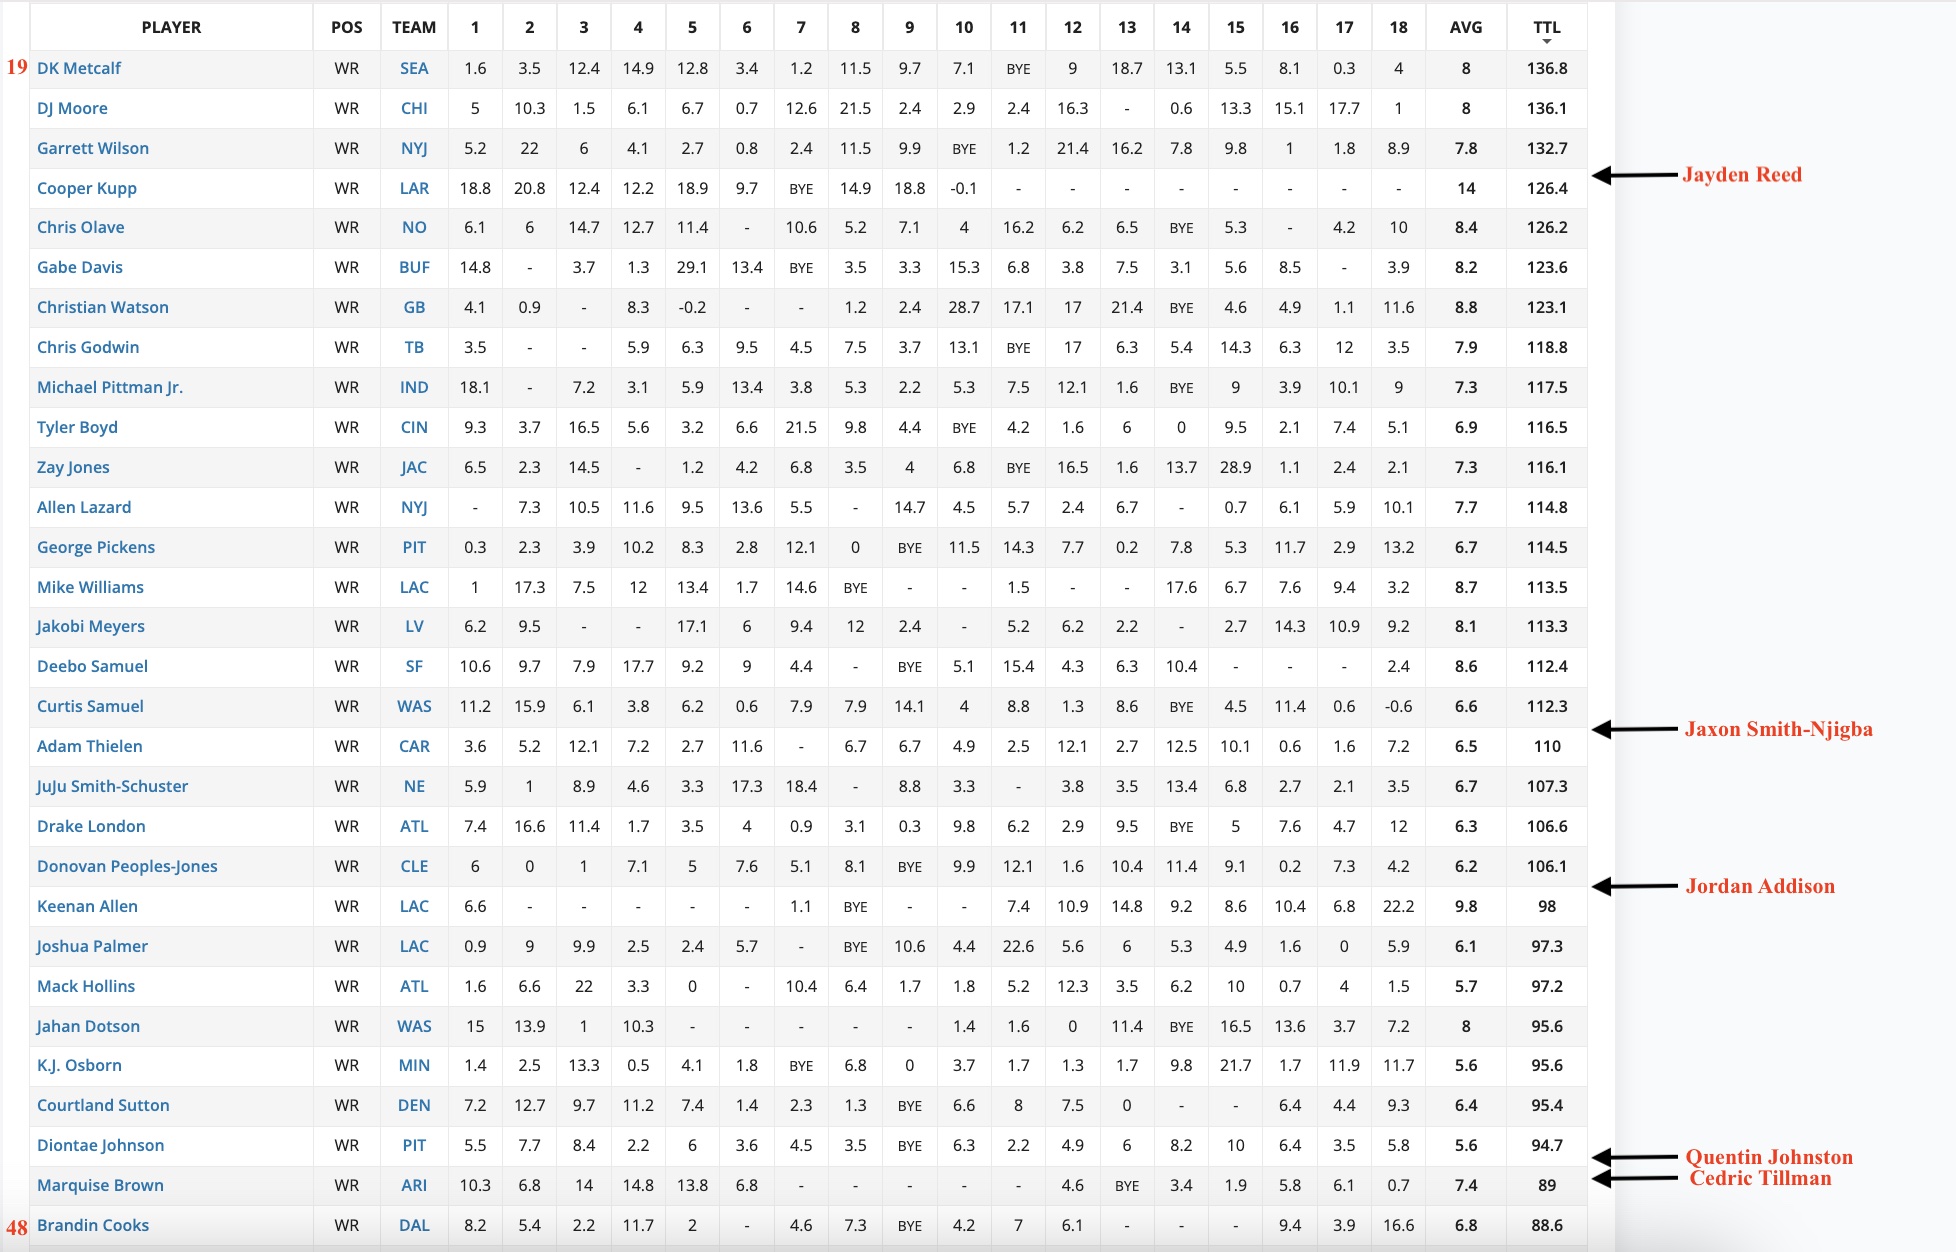 PLAYER POS TEAM 1 2 3 4 5 6 7 8 9 10 11 12 13 14 15 16 17 18 AVG TTL
19 DK Metcalf WR SEA 1.6 3.5 12.4 14.9 12.8 3.4 1.2 11.5 9.7 7.1 BYE 9 18.7 13.1 5.5 8.1 0.3 4 8 136.8
DJ Moore WR CHI 5 10.3 1.5 6.1 6.7 0.7 12.6 21.5 2.4 2.9 2.4 16.3 - 0.6 13.3 15.1 17.7 1 8 136.1
Garrett Wilson WR NYJ 5.2 22 6 4.1 2.7 0.8 2.4 11.5 9.9 BYE 1.2 21.4 16.2 7.8 9.8 1 1.8 8.9 7.8 132.7
Jayden Reed
Cooper Kupp WR LAR 18.8 20.8 12.4 12.2 18.9 9.7 BYE 14.9 18.8 -0.1 - - - - - - - - 14 126.4
Chris Olave WR NO 6.1 6 14.7 12.7 11.4 - 10.6 5.2 7.1 4 16.2 6.2 6.5 BYE 5.3 - 4.2 10 8.4 126.2
Gabe Davis WR BUF 14.8 - 3.7 1.3 29.1 13.4 BYE 3.5 3.3 15.3 6.8 3.8 7.5 3.1 5.6 8.5 - 3.9 8.2 123.6
Christian Watson WR GB 4.1 0.9 - 8.3 -0.2 - - 1.2 2.4 28.7 17.1 17 21.4 BYE 4.6 4.9 1.1 11.6 8.8 123.1
Chris Godwin WR TB 3.5 - - 5.9 6.3 9.5 4.5 7.5 3.7 13.1 BYE 17 6.3 5.4 14.3 6.3 12 3.5 7.9 118.8
Michael Pittman Jr. WR IND 18.1 - 7.2 3.1 5.9 13.4 3.8 5.3 2.2 5.3 7.5 12.1 1.6 BYE 9 3.9 10.1 9 7.3 117.5
Tyler Boyd WR CIN 9.3 3.7 16.5 5.6 3.2 6.6 21.5 9.8 4.4 BYE 4.2 1.6 6 0 9.5 2.1 7.4 5.1 6.9 116.5
Zay Jones WR JAC 6.5 2.3 14.5 - 1.2 4.2 6.8 3.5 4 6.8 BYE 16.5 1.6 13.7 28.9 1.1 2.4 2.1 7.3 116.1
Allen Lazard WR NYJ - 7.3 10.5 11.6 9.5 13.6 5.5 - 14.7 4.5 5.7 2.4 6.7 - 0.7 6.1 5.9 10.1 7.7 114.8
George Pickens WR PIT 0.3 2.3 3.9 10.2 8.3 2.8 12.1 0 BYE 11.5 14.3 7.7 0.2 7.8 5.3 11.7 2.9 13.2 6.7 114.5
Mike Williams WR LAC 1 17.3 7.5 12 13.4 1.7 14.6 BYE - - 1.5 - - 17.6 6.7 7.6 9.4 3.2 8.7 113.5
Jakobi Meyers WR LV 6.2 9.5 - - 17.1 6 9.4 12 2.4 - 5.2 6.2 2.2 - 2.7 14.3 10.9 9.2 8.1 113.3
Deebo Samuel WR SF 10.6 9.7 7.9 17.7 9.2 9 4.4 - BYE 5.1 15.4 4.3 6.3 10.4 - - - 2.4 8.6 112.4
Curtis Samuel WR WAS 11.2 15.9 6.1 3.8 6.2 0.6 7.9 7.9 14.1 4 8.8 1.3 8.6 BYE 4.5 11.4 0.6 -0.6 6.6 112.3
Jaxon Smith-Njigba
Adam Thielen WR CAR 3.6 5.2 12.1 7.2 2.7 11.6 - 6.7 6.7 4.9 2.5 12.1 2.7 12.5 10.1 0.6 1.6 7.2 6.5 110
JuJu Smith-Schuster WR NE 5.9 1 8.9 4.6 3.3 17.3 18.4 - 8.8 3.3 - 3.8 3.5 13.4 6.8 2.7 2.1 3.5 6.7 107.3
Drake London WR ATL 7.4 16.6 11.4 1.7 3.5 4 0.9 3.1 0.3 9.8 6.2 2.9 9.5 BYE 5 7.6 4.7 12 6.3 106.6
Donovan Peoples-Jones WR CLE 6 0 1 7.1 5 7.6 5.1 8.1 BYE 9.9 12.1 1.6 10.4 11.4 9.1 0.2 7.3 4.2 6.2 106.1
Jordan Addison
Keenan Allen WR LAC 6.6 - - - - - 1.1 BYE - - 7.4 10.9 14.8 9.2 8.6 10.4 6.8 22.2 9.8 98
Joshua Palmer WR LAC 0.9 9 9.9 2.5 2.4 5.7 - BYE 10.6 4.4 22.6 5.6 6 5.3 4.9 1.6 0 5.9 6.1 97.3
Mack Hollins WR ATL 1.6 6.6 22 3.3 0 - 10.4 6.4 1.7 1.8 5.2 12.3 3.5 6.2 10 0.7 4 1.5 5.7 97.2
Jahan Dotson WR WAS 15 13.9 1 10.3 - - - - - 1.4 1.6 0 11.4 BYE 16.5 13.6 3.7 7.2 8 95.6
K.J. Osborn WR MIN 1.4 2.5 13.3 0.5 4.1 1.8 BYE 6.8 0 3.7 1.7 1.3 1.7 9.8 21.7 1.7 11.9 11.7 5.6 95.6
Courtland Sutton WR DEN 7.2 12.7 9.7 11.2 7.4 1.4 2.3 1.3 BYE 6.6 8 7.5 0 - - 6.4 4.4 9.3 6.4 95.4
Diontae Johnson WR PIT 5.5 7.7 8.4 2.2 6 3.6 4.5 3.5 BYE 6.3 2.2 4.9 6 8.2 10 6.4 3.5 5.8 5.6 94.7
Quentin Johnston
Cedric Tillman
Marquise Brown WR ARI 10.3 6.8 14 14.8 13.8 6.8 - - - - - 4.6 BYE 3.4 1.9 5.8 6.1 0.7 7.4 89
48 Brandin Cooks WR DAL 8.2 5.4 2.2 11.7 2 - 4.6 7.3 BYE 4.2 7 6.1 - - - 9.4 3.9 16.6 6.8 88.6